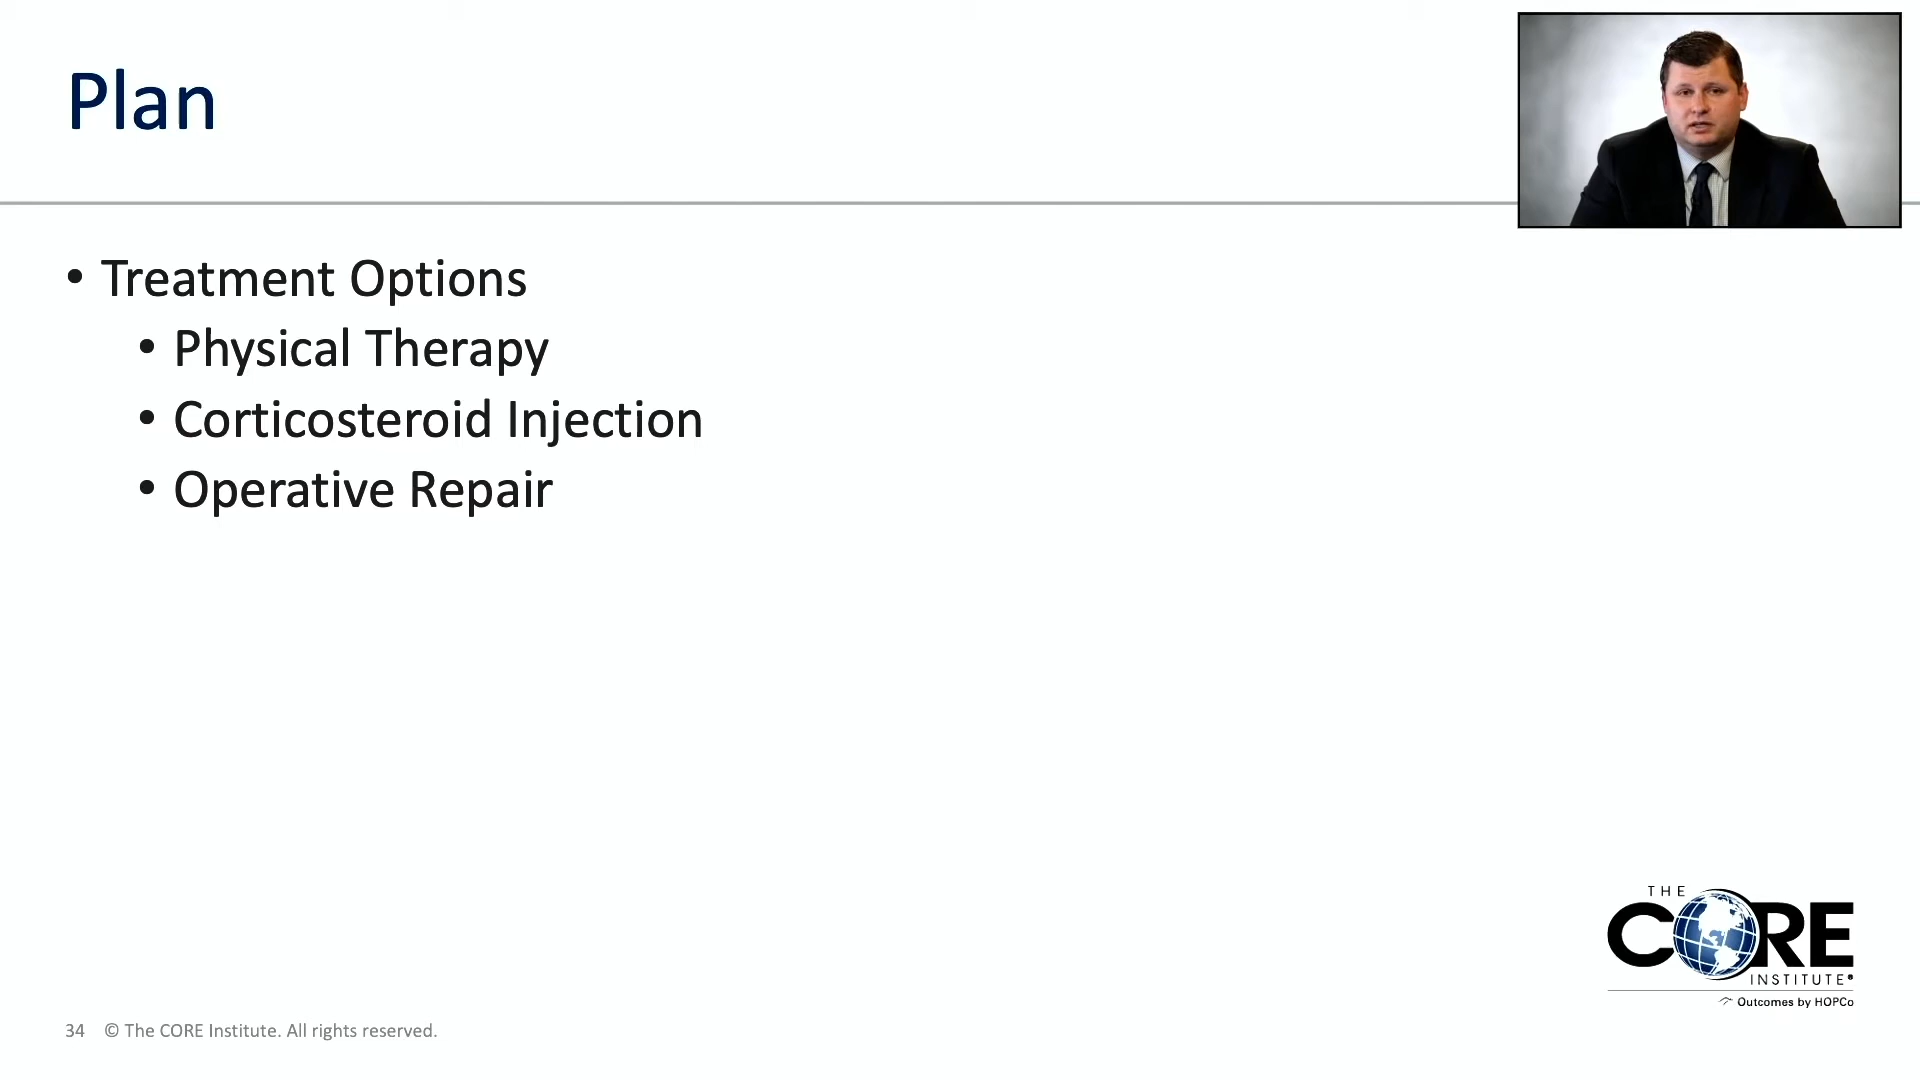 Plan
• Treatment Options
• Physical Therapy
• Corticosteroid Injection
• Operative Repair
THE
CORE
INSTITUTE®
Outcomes by HOPCo
34 © The CORE Institute. All rights reserved.